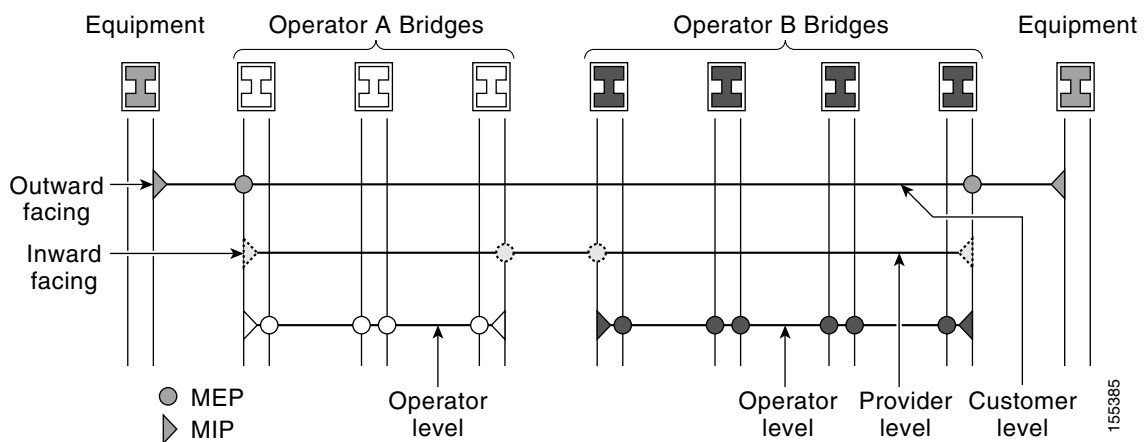 Equipment
Operator A Bridges
Operator B Bridges
Equipment
Outward
facing
Inward
facing
MEP
MIP
Operator
level
Operator
level
Provider
level
Customer
level
155385